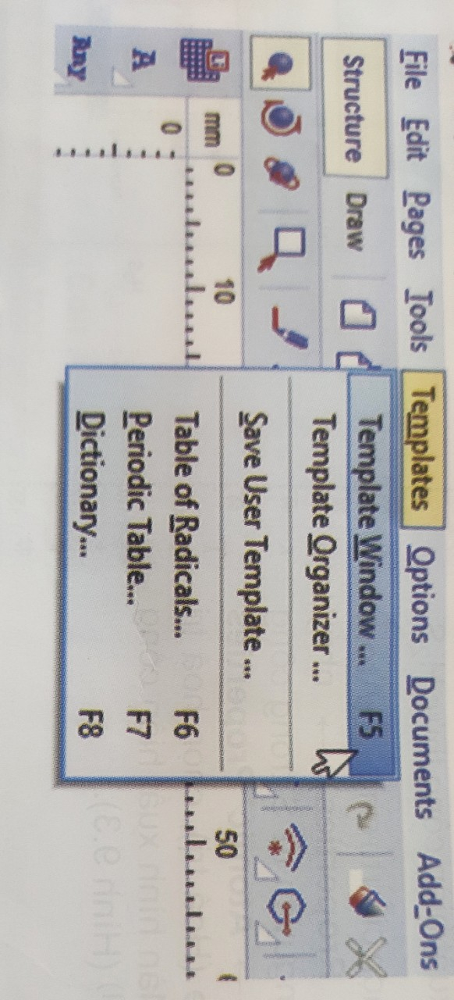 File Edit Pages Tools Templates Options Documents Add-Ons
Structure Draw
Template Window ... F5
Template Organizer ...
Save User Template ...
Table of Radicals... F6
Periodic Table... F7
Dictionary... F8
mm 0 10 50
0
Li
A
Any